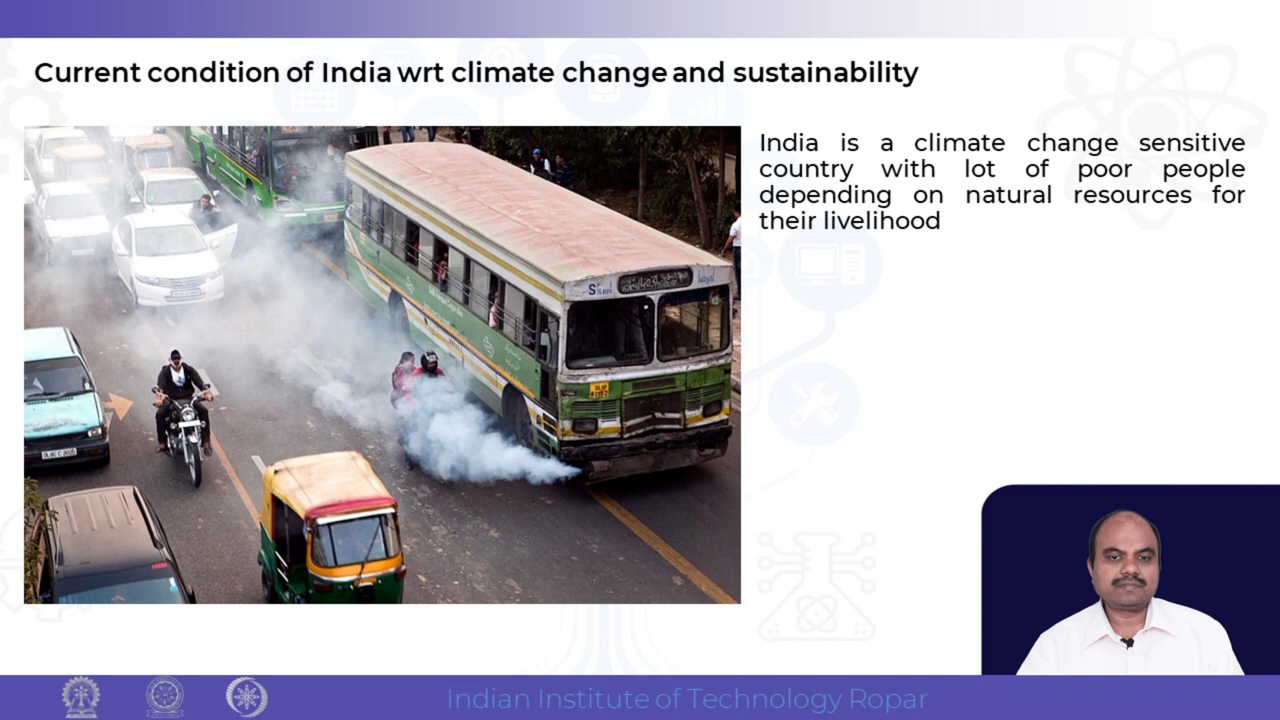 Current condition of India wrt climate change and sustainability
India is a climate change sensitive
country with lot of poor people
depending on natural resources for
their livelihood
Indian Institute of Technology Ropar